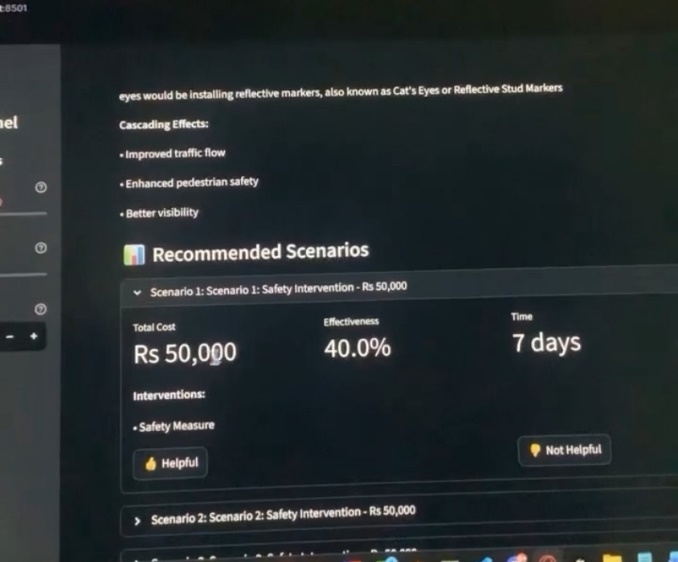 :8501
eyes would be installing reflective markers, also known as Cat's Eyes or Reflective Stud Markers
nel
Cascading Effects:
• Improved traffic flow
• Enhanced pedestrian safety
• Better visibility
Recommended Scenarios
Scenario 1: Scenario 1: Safety Intervention - Rs 50,000
Total Cost
Effectiveness
Time
Rs 50,000
40.0%
7 days
Interventions:
• Safety Measure
Helpful
Not Helpful
Scenario 2: Scenario 2: Safety Intervention - Rs 50,000